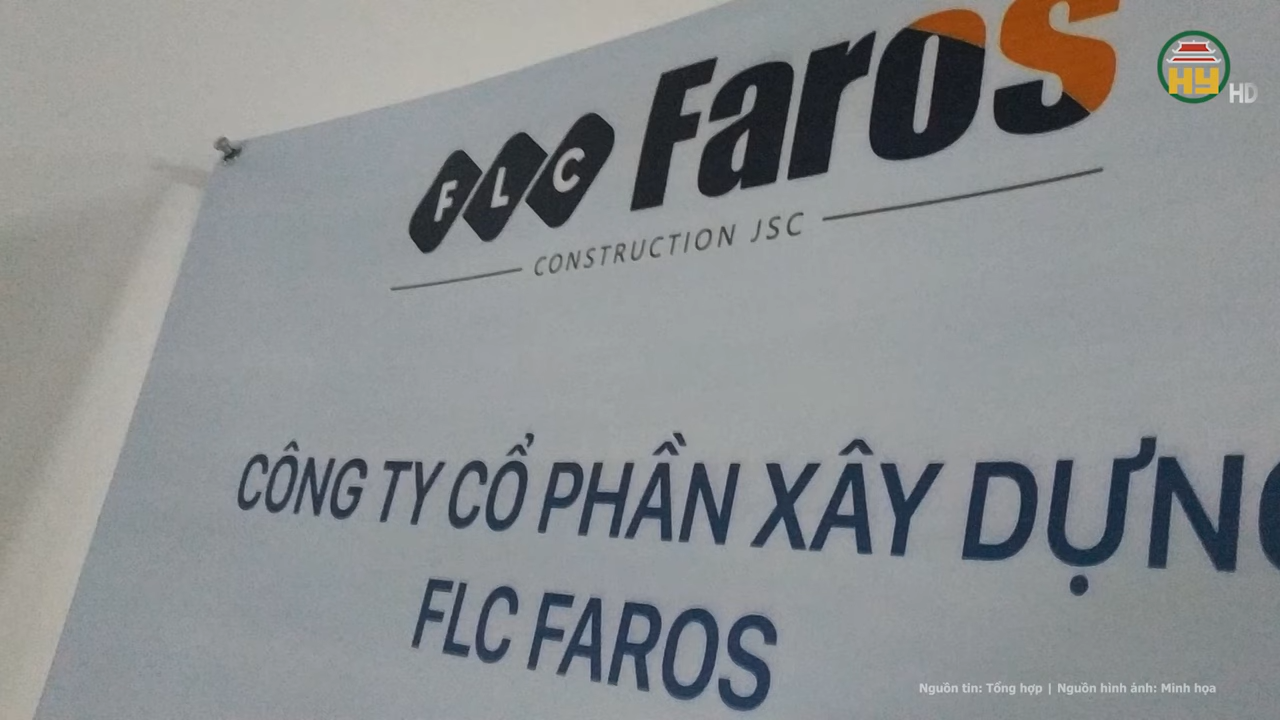 HY HD
FLC Faros
CONSTRUCTION JSC
CÔNG TY CỔ PHẦN XÂY DỰNG
FLC FAROS
Nguồn tin: Tổng hợp | Nguồn hình ảnh: Minh họa